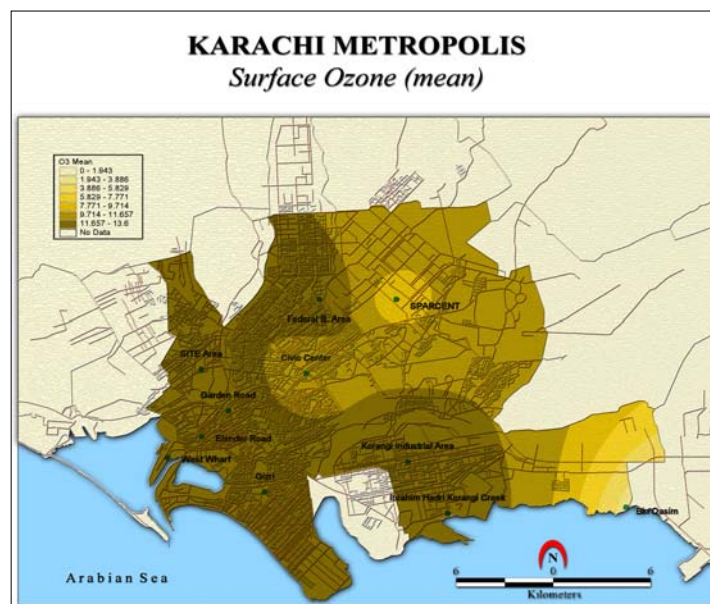 KARACHI METROPOLIS
Surface Ozone (mean)
O3 Mean
0 - 1.943
1.943 - 3.886
3.886 - 5.829
5.829 - 7.771
7.771 - 9.714
9.714 - 11.657
11.657 - 13.6
No Data
SPARCENT
Federal B. Area
SITE Area
Civic Center
Garden Road
Elender Road
Korangi Industrial Area
West Wharf
Gizri
Ibrahim Hadri Korangi Creek
Bin Qasim
N
Arabian Sea
6 0 6
Kilometers